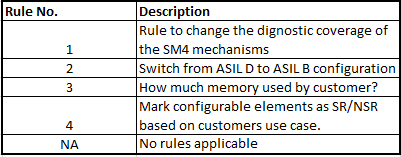 Rule No. Description
1 Rule to change the dignostic coverage of
the SM4 mechanisms
2 Switch from ASIL D to ASIL B configuration
3 How much memory used by customer?
4 Mark configurable elements as SR/NSR
based on customers use case.
NA No rules applicable